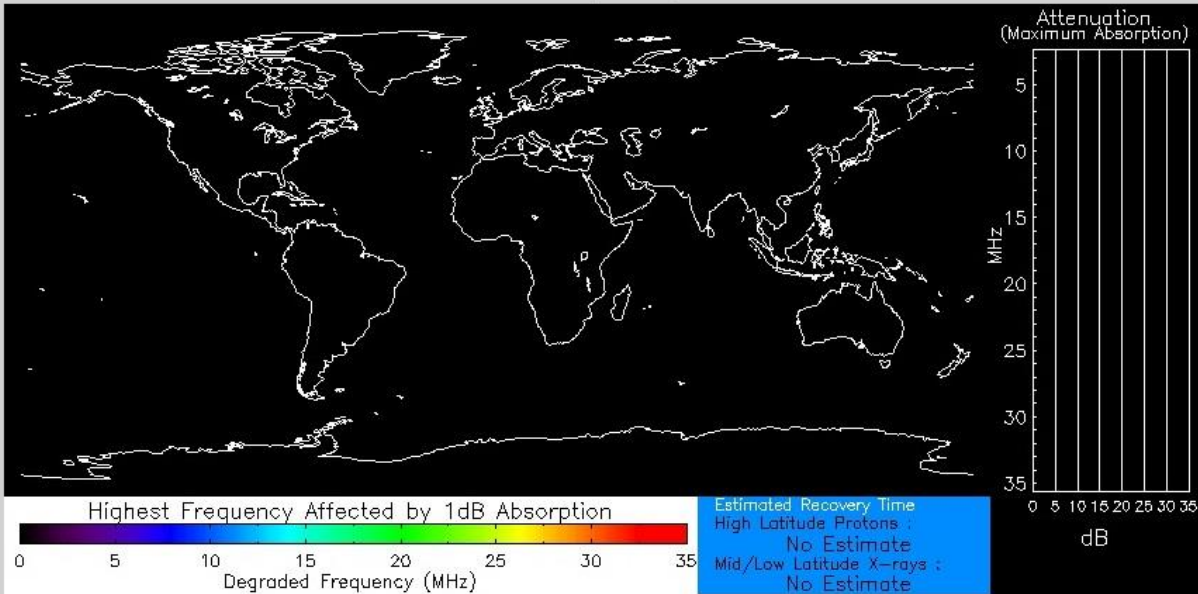 Attenuation
(Maximum Absorption)
5
10
15
20
25
30
35
MHz
0 5 10 15 20 25 30 35
dB
Highest Frequency Affected by 1dB Absorption
0 5 10 15 20 25 30 35
Degraded Frequency (MHz)
Estimated Recovery Time
High Latitude Protons :
No Estimate
Mid/Low Latitude X-rays :
No Estimate